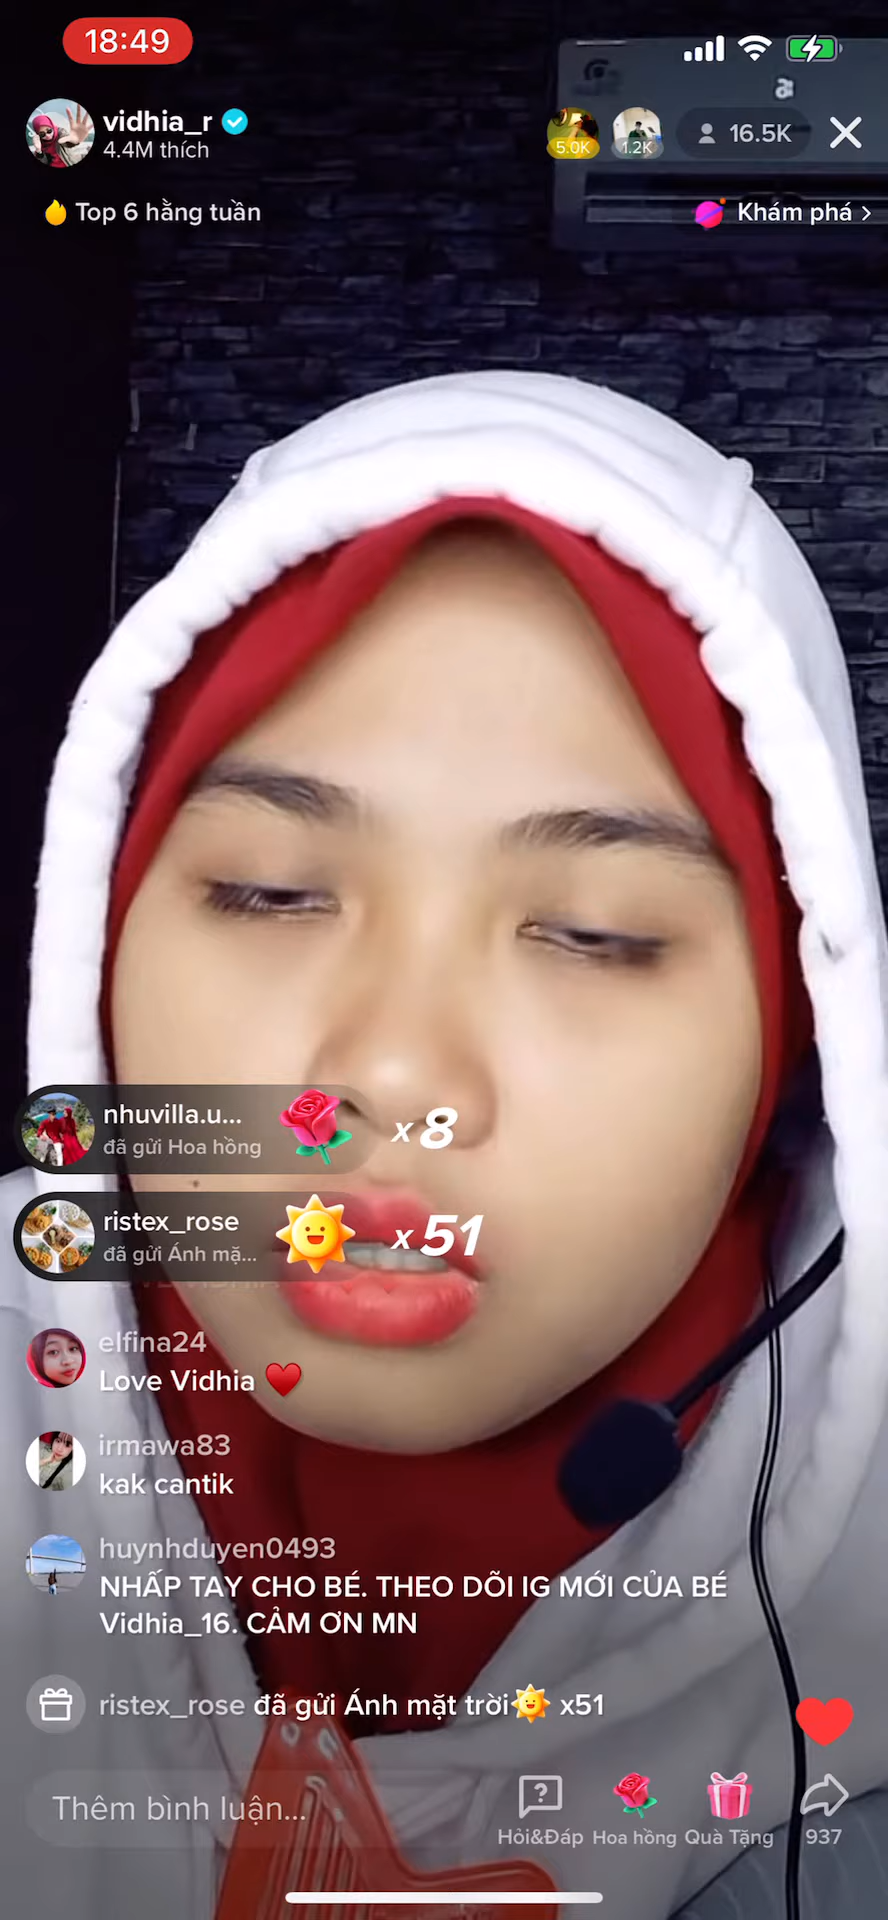 18:49
vidhia_r
4.4M thích
5.0K
1.2K
16.5K
Top 6 hằng tuần
Khám phá >
nhuvilla.u...
đã gửi Hoa hồng
x8
ristex_rose
đã gửi Ánh mặ...
x51
elfina24
Love Vidhia ♥️
irmawa83
kak cantik
huynhduyen0493
NHẤP TAY CHO BÉ. THEO DÕI IG MỚI CỦA BÉ
Vidhia_16. CẢM ƠN MN
ristex_rose đã gửi Ánh mặt trời🌞 x51
Thêm bình luận...
Hỏi&Đáp
Hoa hồng
Quà Tặng
937